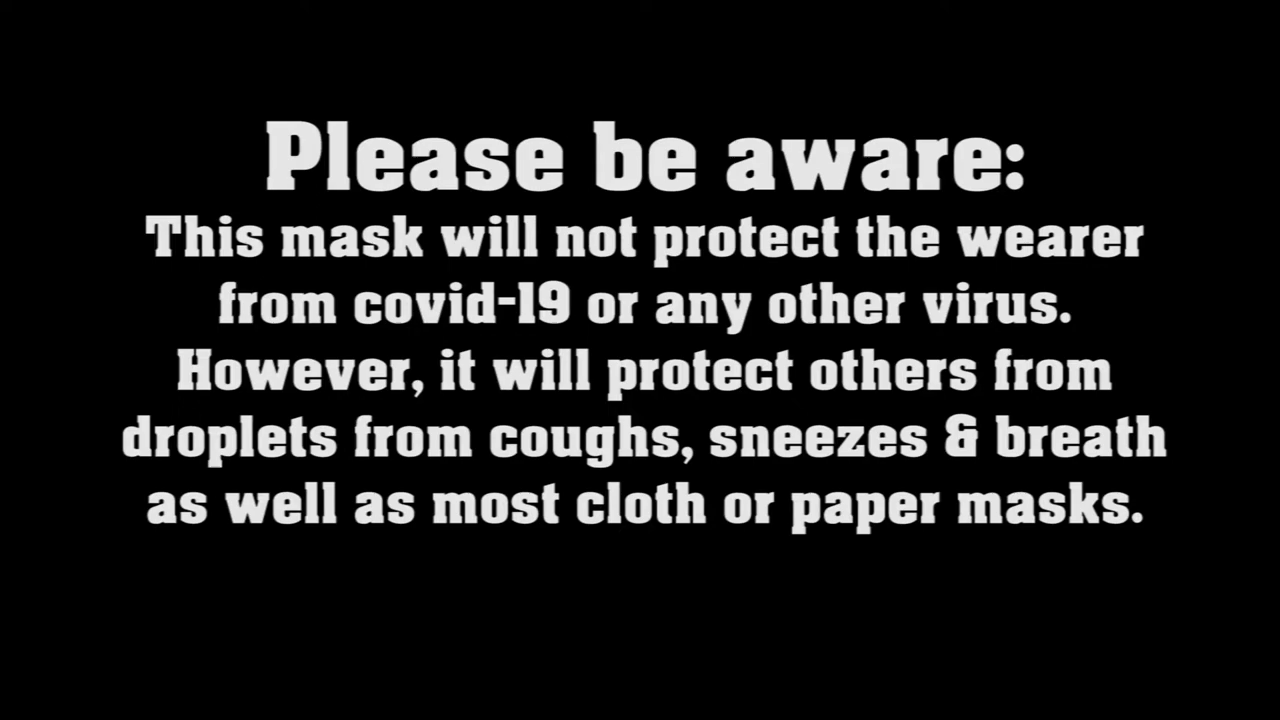 Please be aware:
This mask will not protect the wearer
from covid-19 or any other virus.
However, it will protect others from
droplets from coughs, sneezes & breath
as well as most cloth or paper masks.